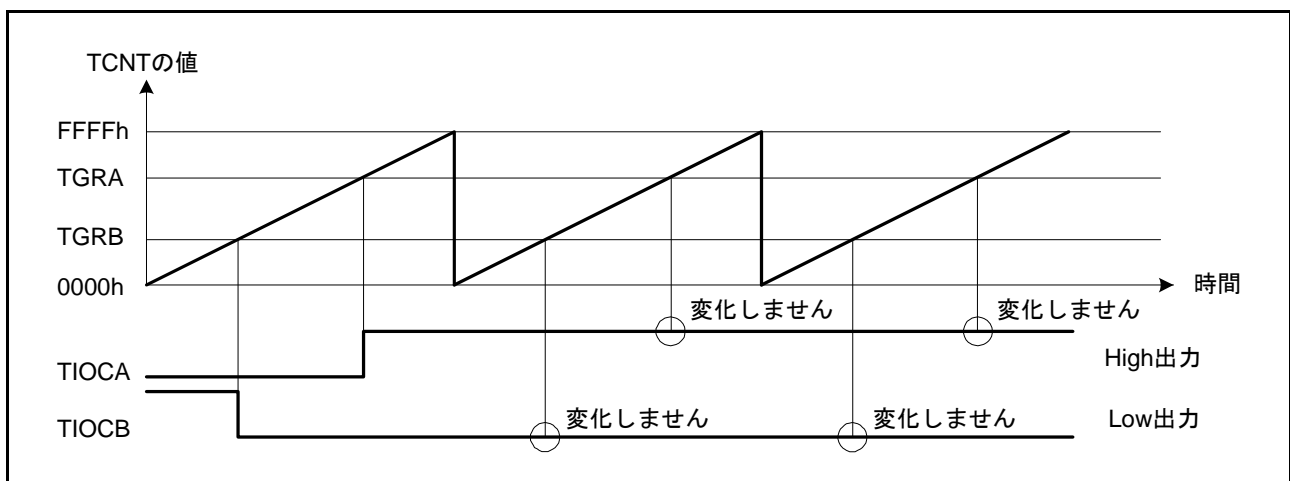 TCNTの値
FFFFh
TGRA
TGRB
0000h
時間
変化しません
変化しません
High出力
TIOCA
変化しません
変化しません
Low出力
TIOCB